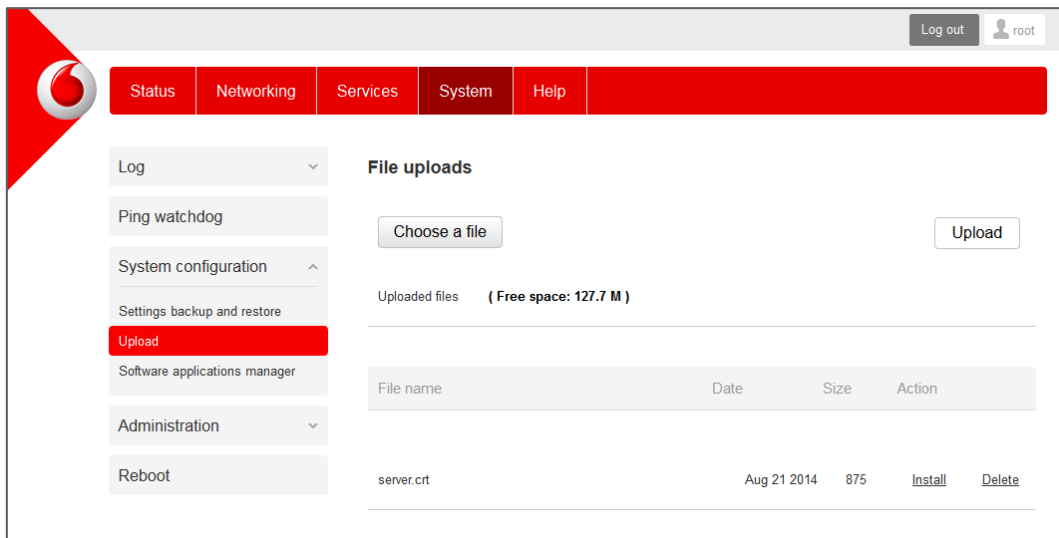 Log out root
Status Networking Services System Help
Log
Ping watchdog
System configuration
Settings backup and restore
Upload
Software applications manager
Administration
Reboot
File uploads
Choose a file Upload
Uploaded files ( Free space: 127.7 M )
File name Date Size Action
server.crt Aug 21 2014 875 Install Delete